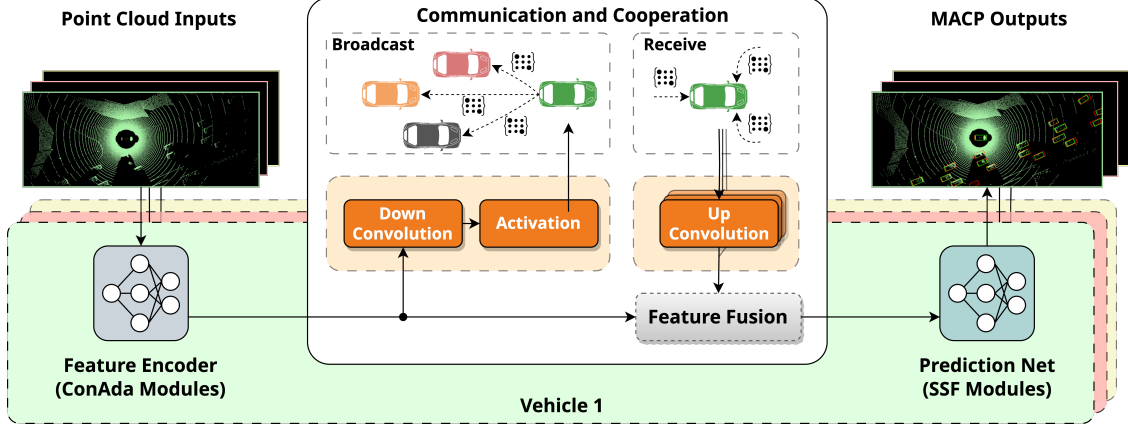 Point Cloud Inputs
Communication and Cooperation
MACP Outputs
Broadcast
Receive
Down
Convolution
Activation
Up
Convolution
Feature Fusion
Feature Encoder
(ConAda Modules)
Prediction Net
(SSF Modules)
Vehicle 1